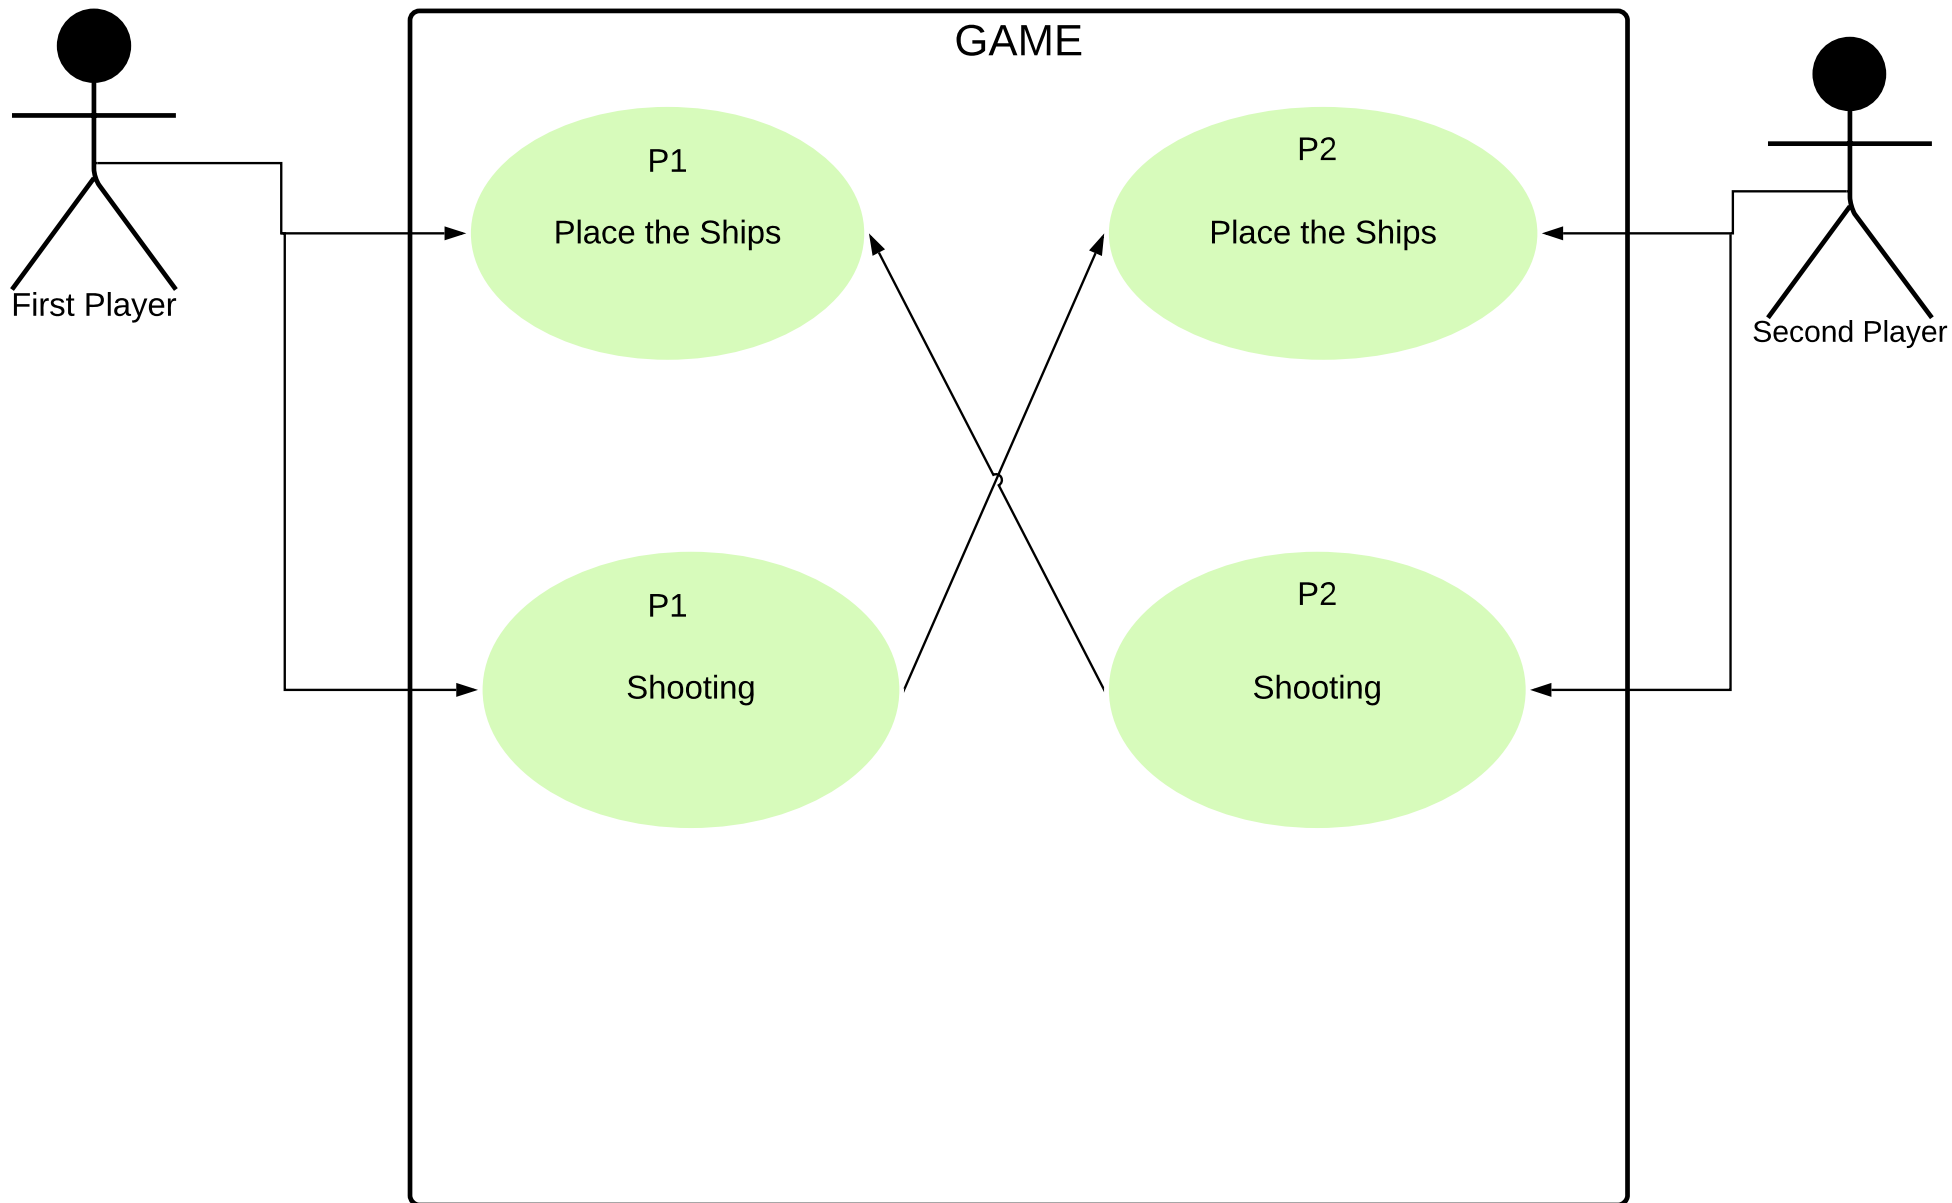 GAME
P1
Place the Ships
P2
Place the Ships
First Player
Second Player
P1
Shooting
P2
Shooting